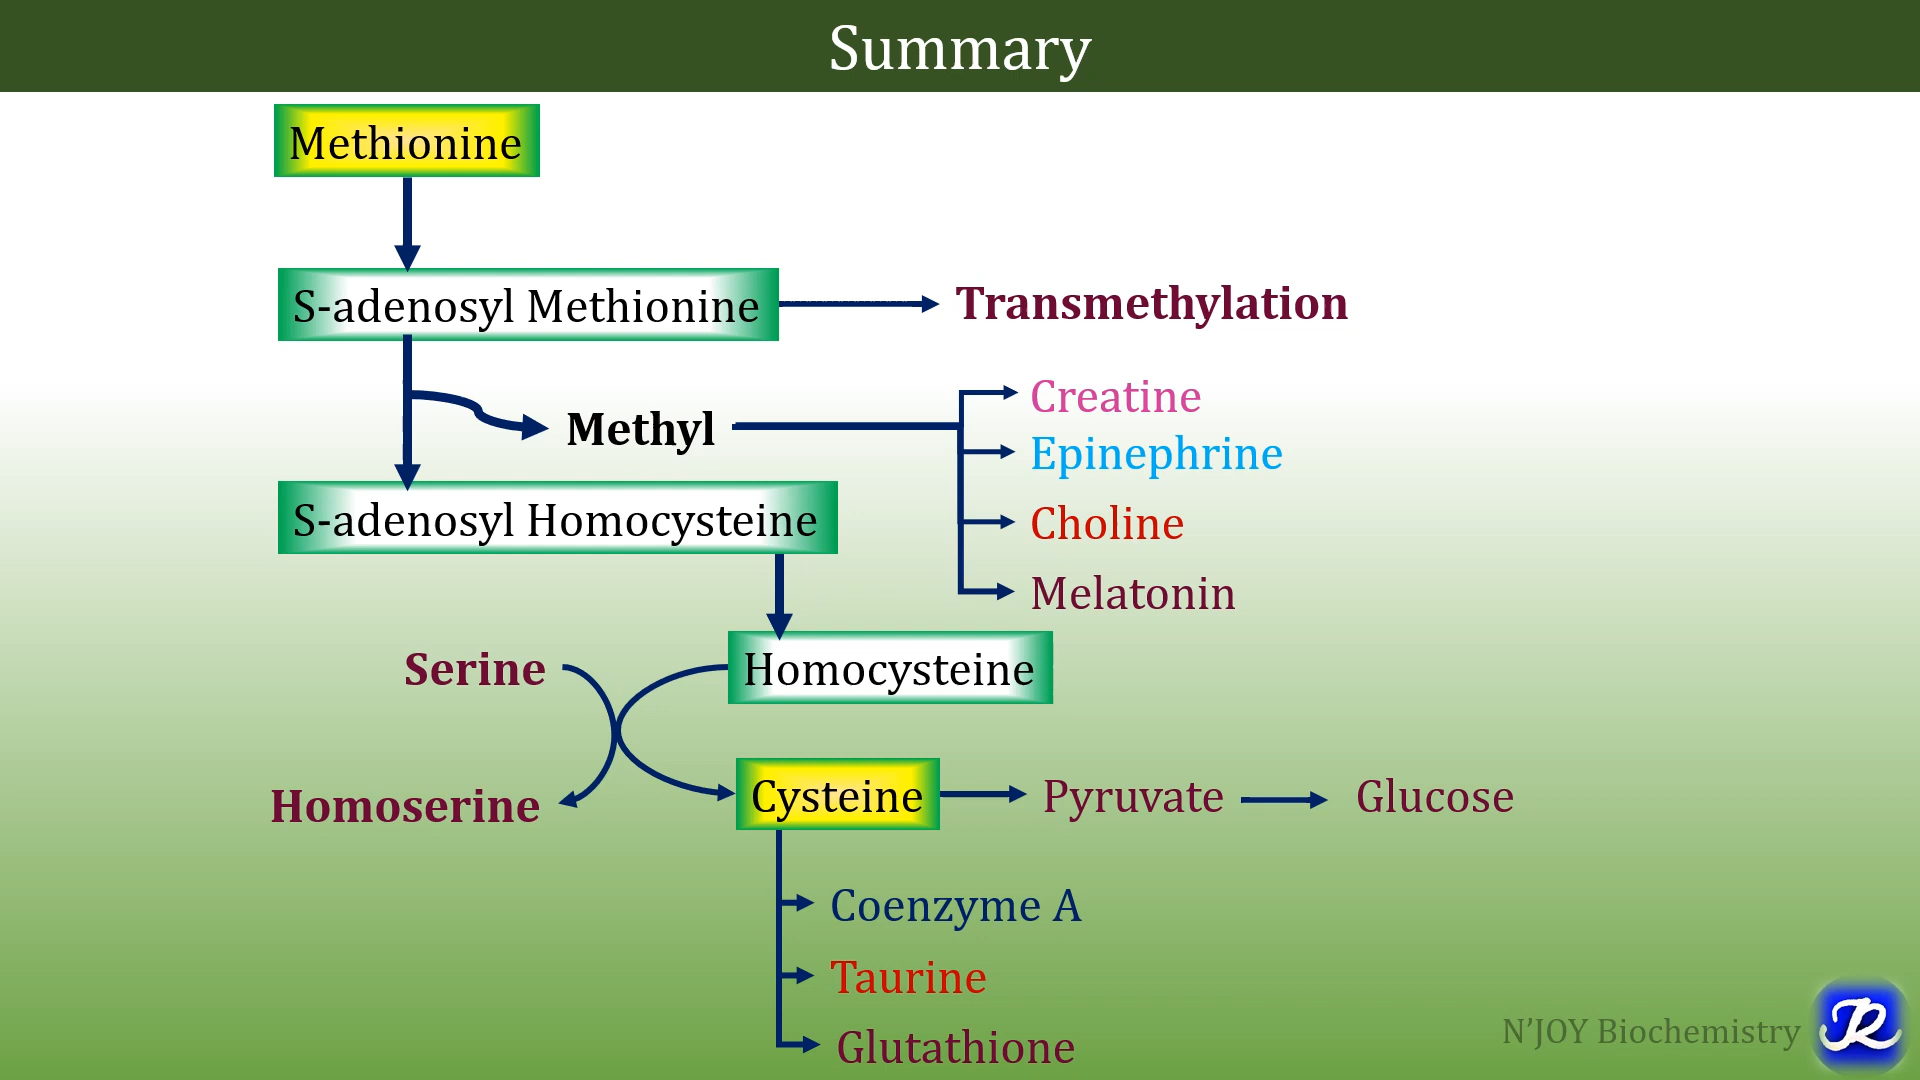 Summary
Methionine
S-adenosyl Methionine
Transmethylation
Methyl
Creatine
Epinephrine
Choline
Melatonin
S-adenosyl Homocysteine
Homocysteine
Serine
Homoserine
Cysteine
Pyruvate
Glucose
Coenzyme A
Taurine
Glutathione
N’JOY Biochemistry
R